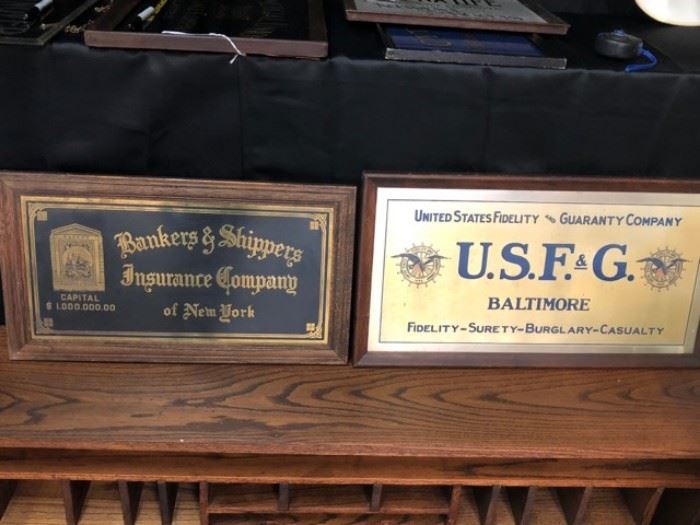 Bankers & Shippers
Insurance Company
of New York
CAPITAL
$ 1,000,000.00
UNITED STATES FIDELITY AND GUARANTY COMPANY
U.S.F.&G.
BALTIMORE
FIDELITY-SURETY-BURGLARY-CASUALTY